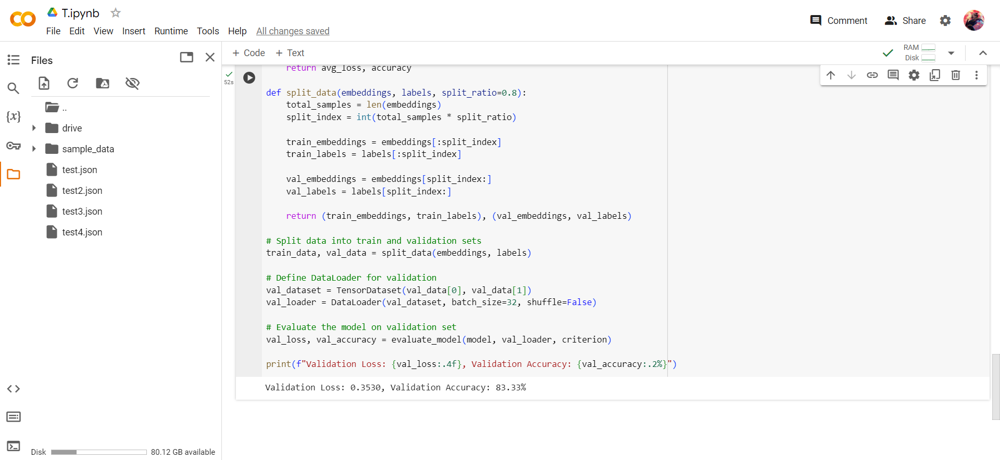 T.ipynb
File Edit View Insert Runtime Tools Help All changes saved
Comment
Share
Files
+ Code + Text
RAM
Disk
..
drive
sample_data
test.json
test2.json
test3.json
test4.json
Disk 80.12 GB available
{x}
52s
    return avg_loss, accuracy
def split_data(embeddings, labels, split_ratio=0.8):
    total_samples = len(embeddings)
    split_index = int(total_samples * split_ratio)
    train_embeddings = embeddings[:split_index]
    train_labels = labels[:split_index]
    val_embeddings = embeddings[split_index:]
    val_labels = labels[split_index:]
    return (train_embeddings, train_labels), (val_embeddings, val_labels)
# Split data into train and validation sets
train_data, val_data = split_data(embeddings, labels)
# Define DataLoader for validation
val_dataset = TensorDataset(val_data[0], val_data[1])
val_loader = DataLoader(val_dataset, batch_size=32, shuffle=False)
# Evaluate the model on validation set
val_loss, val_accuracy = evaluate_model(model, val_loader, criterion)
print(f"Validation Loss: {val_loss:.4f}, Validation Accuracy: {val_accuracy:.2%}")
Validation Loss: 0.3530, Validation Accuracy: 83.33%